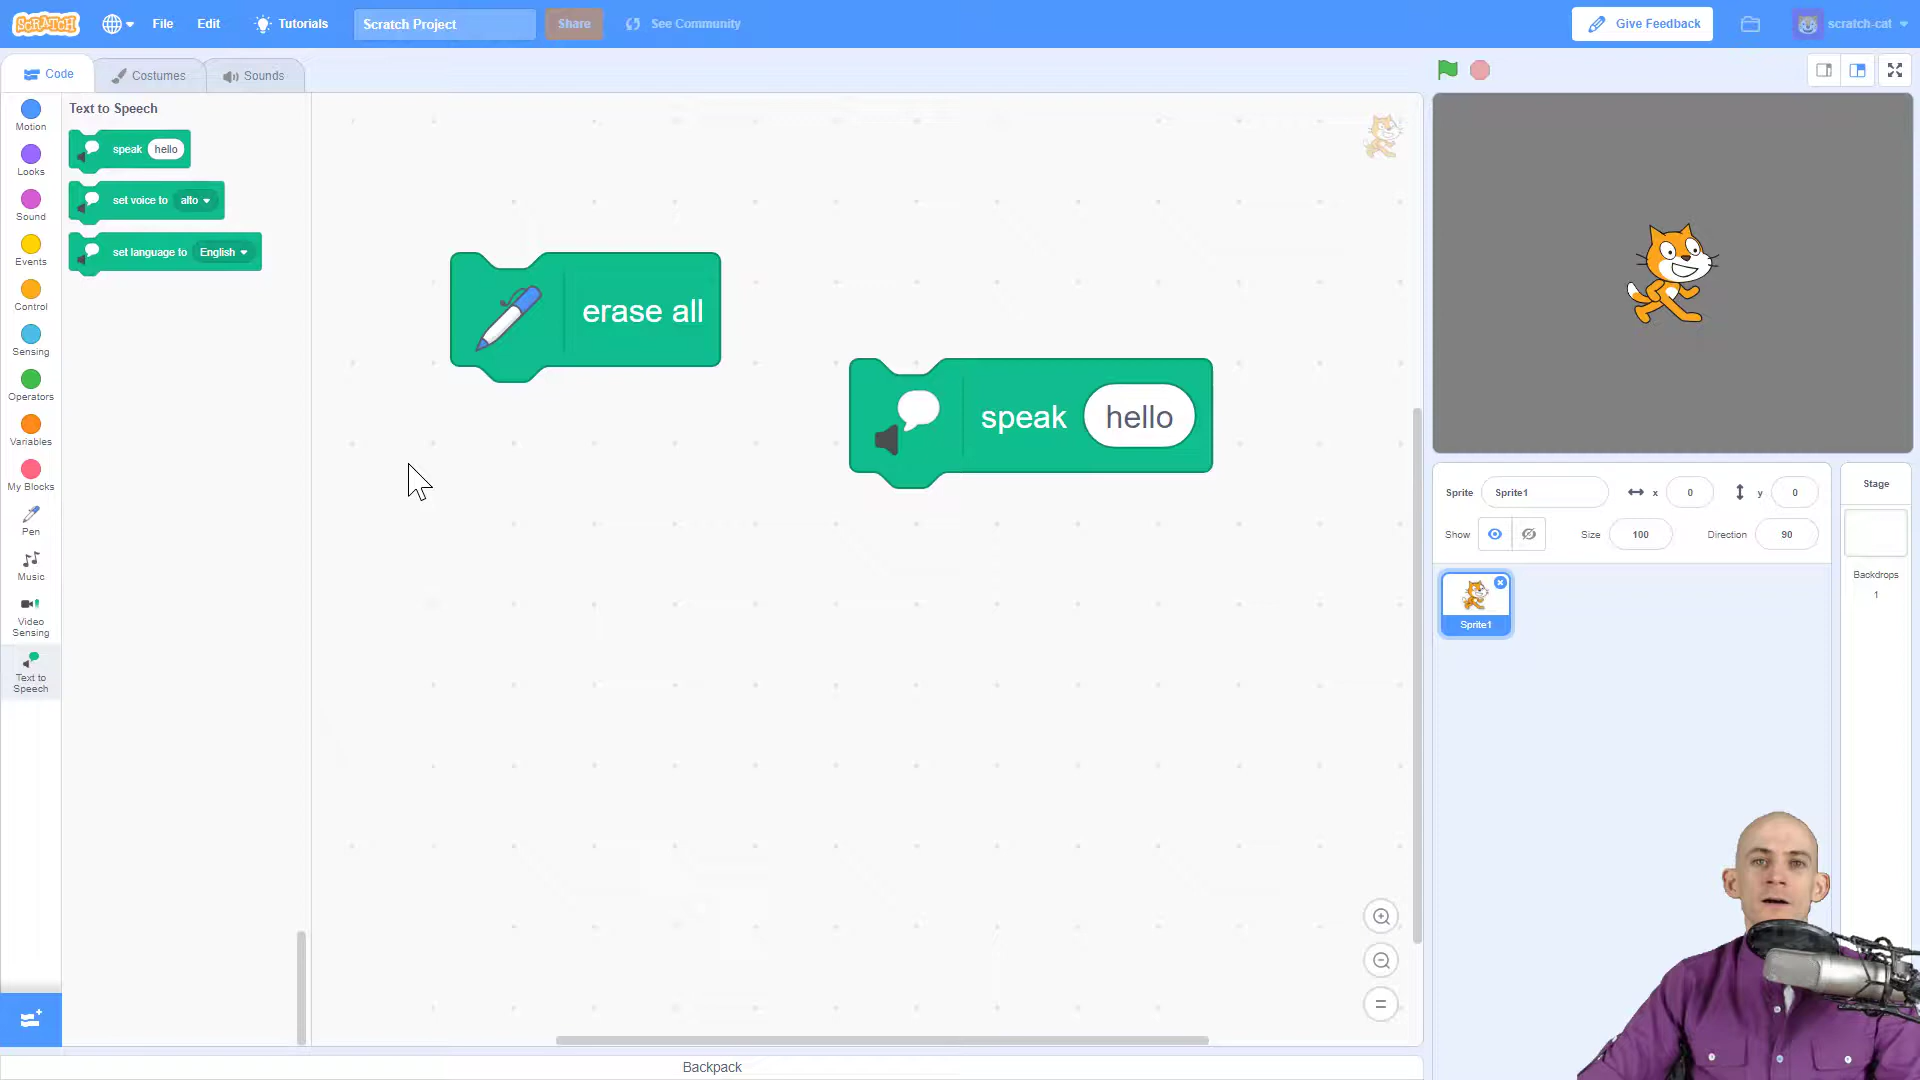 SCRATCH
File
Edit
Tutorials
Scratch Project
Share
See Community
Give Feedback
scratch-cat
Code
Costumes
Sounds
Motion
Looks
Sound
Events
Control
Sensing
Operators
Variables
My Blocks
Pen
Music
Video
Sensing
Text to
Speech
Text to Speech
speak hello
set voice to alto
set language to English
erase all
speak hello
Sprite Sprite1 x 0 y 0
Show Size 100 Direction 90
Sprite1
Stage
Backdrops
1
Backpack